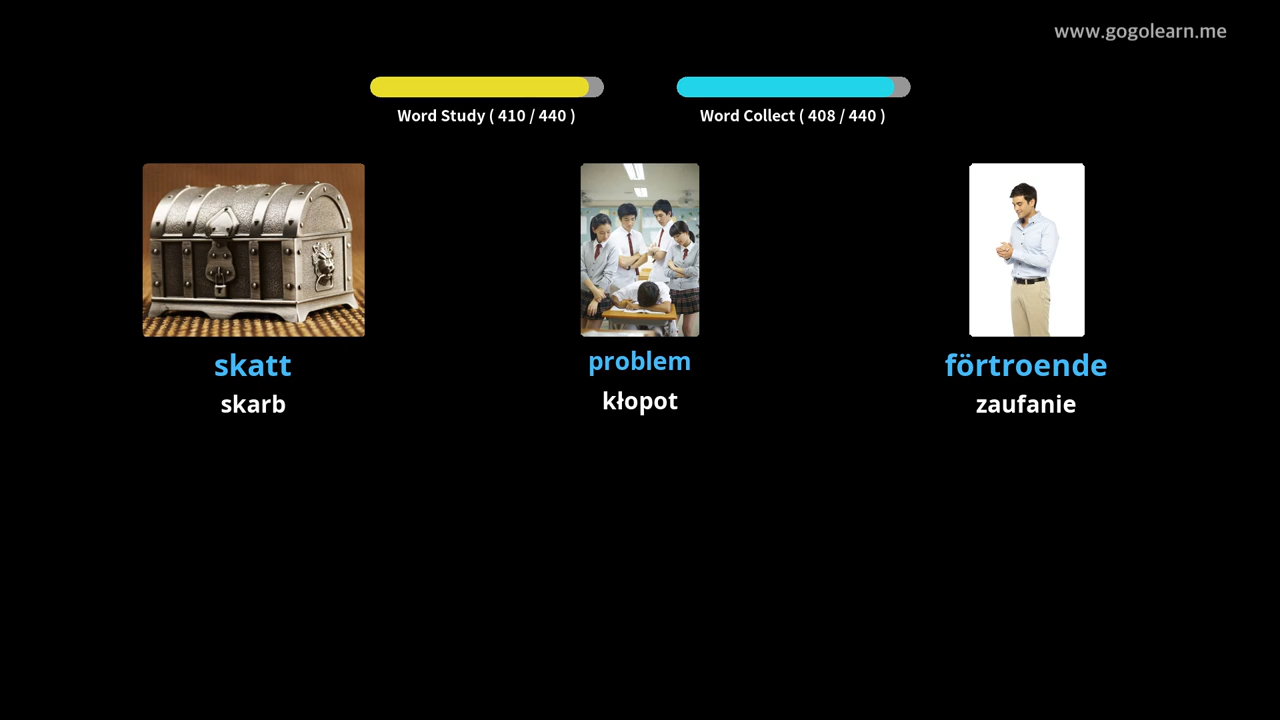 www.gogolearn.me
Word Study ( 410 / 440 )
Word Collect ( 408 / 440 )
skatt
skarb
problem
kłopot
förtroende
zaufanie